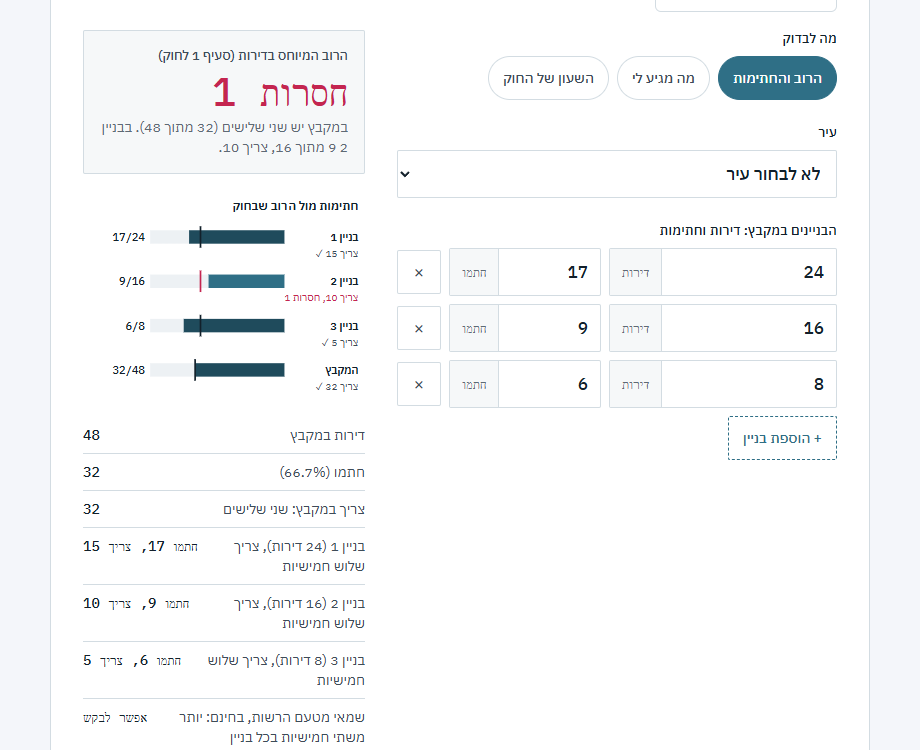 מה לבדוק
הרוב והחתימות
מה מגיע לי
השעון של החוק
עיר
לא לבחור עיר
הבניינים במקבץ: דירות וחתימות
24 דירות 17 חתמו ×
16 דירות 9 חתמו ×
8 דירות 6 חתמו ×
+ הוספת בניין
הרוב המיוחס בדירות (סעיף 1 לחוק)
חסרות 1
במקבץ יש שני שלישים (32 מתוך 48). בבניין
2 9 מתוך 16, צריך 10.
חתימות מול הרוב שבחוק
בניין 1 17/24
צריך 15 ✓
בניין 2 9/16
צריך 10, חסרות 1
בניין 3 6/8
צריך 5 ✓
המקבץ 32/48
צריך 32 ✓
דירות במקבץ 48
חתמו (66.7%) 32
צריך במקבץ: שני שלישים 32
בניין 1 (24 דירות), צריך חתמו 17, צריך 15
שלוש חמישיות
בניין 2 (16 דירות), צריך חתמו 9, צריך 10
שלוש חמישיות
בניין 3 (8 דירות), צריך שלוש חתמו 6, צריך 5
חמישיות
שמאי מטעם הרשות, בחינם: יותר אפשר לבקש
משתי חמישיות בכל בניין